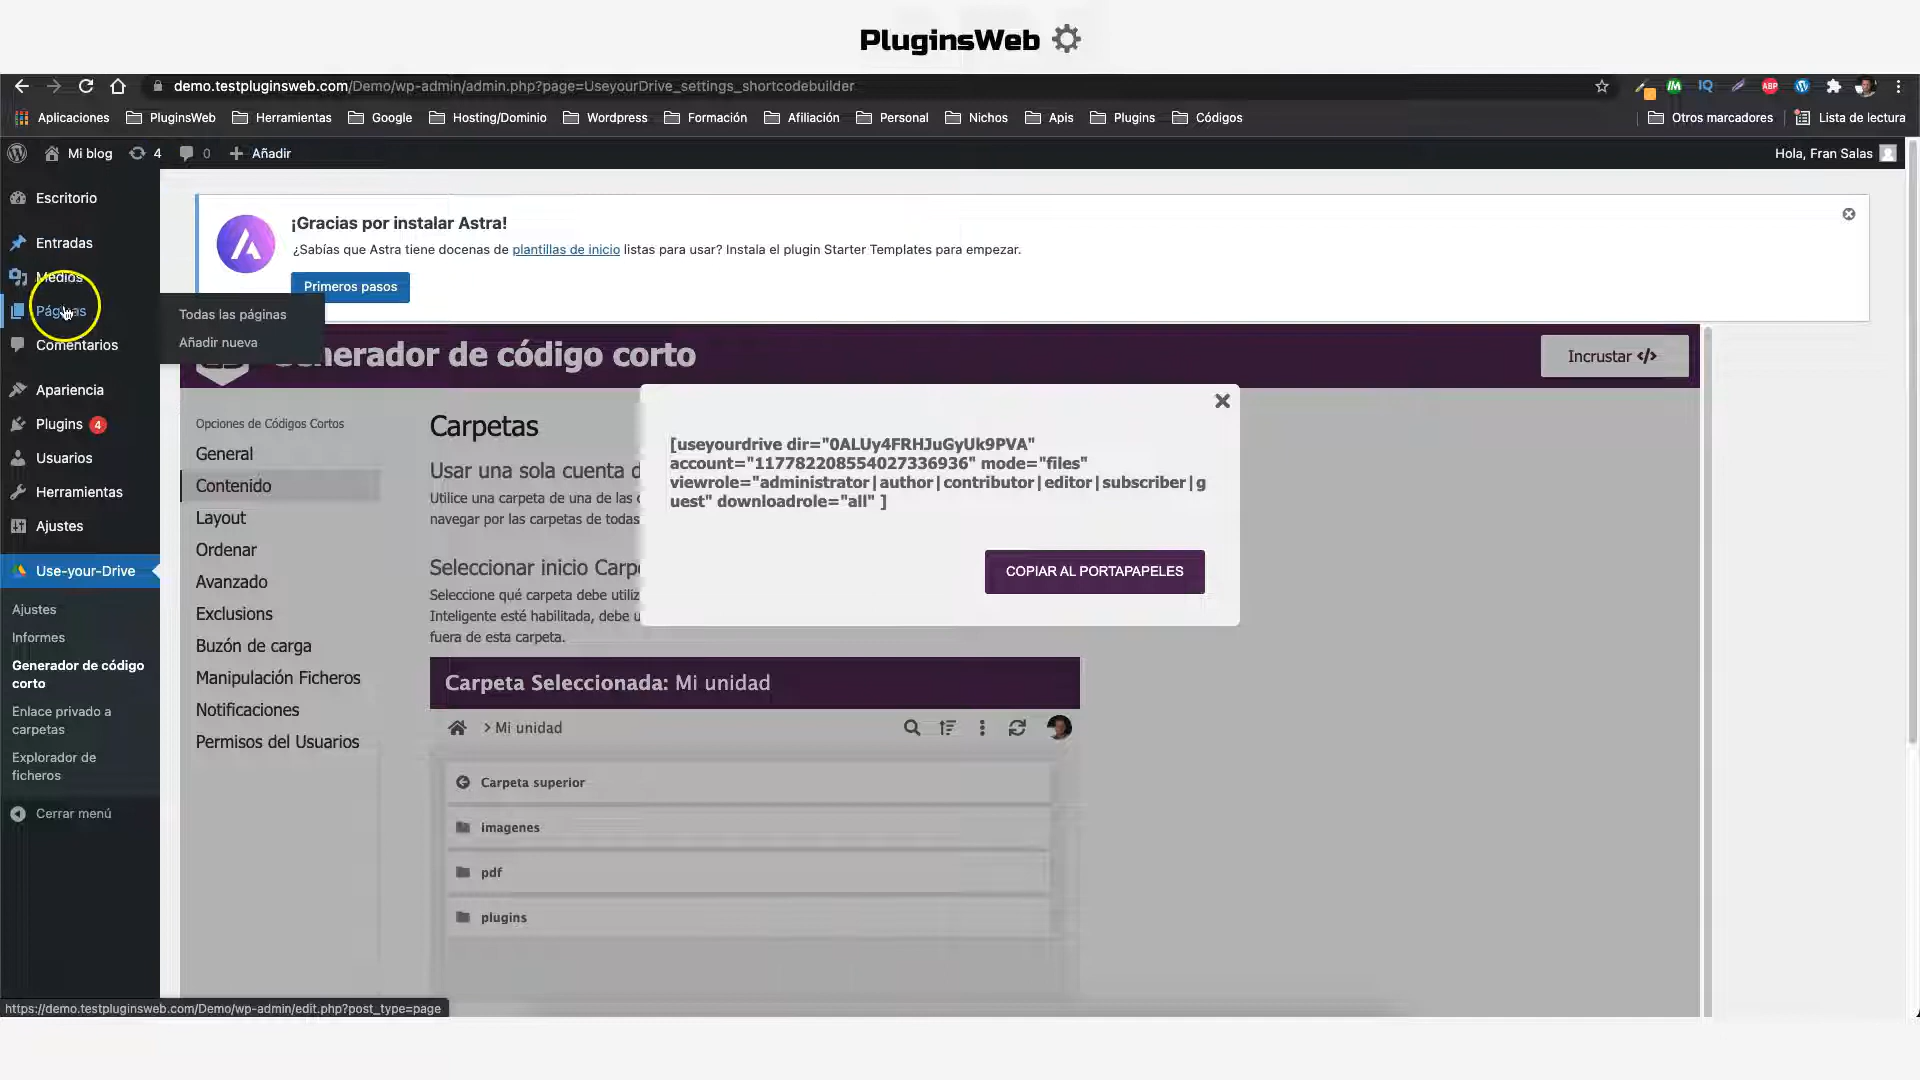 PluginsWeb
demo.testpluginsweb.com/Demo/wp-admin/admin.php?page=UseyourDrive_settings_shortcodebuilder
Aplicaciones PluginsWeb Herramientas Google Hosting/Dominio Wordpress Formación Afiliación Personal Nichos Apis Plugins Códigos Otros marcadores Lista de lectura
Mi blog 4 0 Añadir Hola, Fran Salas
Escritorio
Entradas
Medios
Páginas
Comentarios
Apariencia
Plugins 4
Usuarios
Herramientas
Ajustes
Use-your-Drive
Ajustes
Informes
Generador de código
corto
Enlace privado a
carpetas
Explorador de
ficheros
Cerrar menú
Todas las páginas
Añadir nueva
¡Gracias por instalar Astra!
¿Sabías que Astra tiene docenas de plantillas de inicio listas para usar? Instala el plugin Starter Templates para empezar.
Primeros pasos
nerador de código corto
Incrustar </>
Opciones de Códigos Cortos
General
Contenido
Layout
Ordenar
Avanzado
Exclusions
Buzón de carga
Manipulación Ficheros
Notificaciones
Permisos del Usuarios
Carpetas
Usar una sola cuenta d
Utilice una carpeta de una de las
navegar por las carpetas de todas
Seleccionar inicio Carp
Seleccione qué carpeta debe utiliz
Inteligente esté habilitada, debe u
fuera de esta carpeta.
[useyourdrive dir="0ALUy4FRHJuGyUk9PVA"
account="117782208554027336936" mode="files"
viewrole="administrator|author|contributor|editor|subscriber|g
uest" downloadrole="all" ]
COPIAR AL PORTAPAPELES
Carpeta Seleccionada: Mi unidad
> Mi unidad
Carpeta superior
imagenes
pdf
plugins
https://demo.testpluginsweb.com/Demo/wp-admin/edit.php?post_type=page